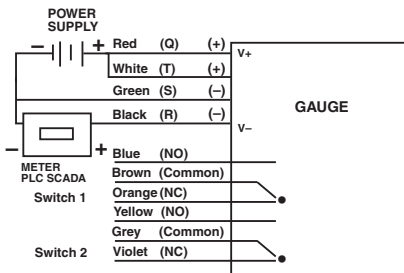 POWER
SUPPLY
– + Red (Q) (+)
V+
White (T) (+)
Green (S) (–)
GAUGE
Black (R) (–)
V–
– +
METER
PLC SCADA
Blue (NO)
Brown (Common)
Switch 1
Orange (NC)
Yellow (NO)
Grey (Common)
Switch 2
Violet (NC)